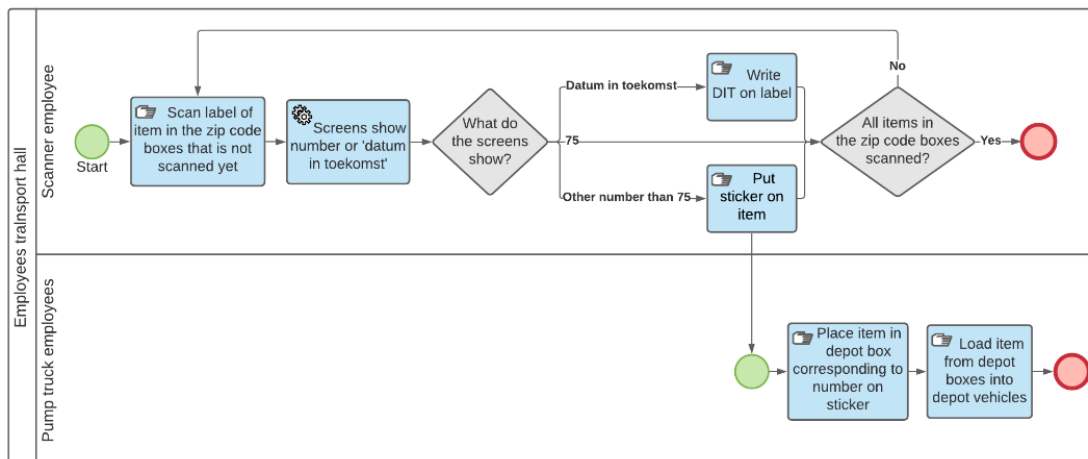 Employees tralnsport hall
Scanner employee
Start
Scan label of
item in the zip code
boxes that is not
scanned yet
Screens show
number or 'datum
in toekomst'
What do
the screens
show?
Datum in toekomst
75
Other number than 75
Write
DIT on label
Put
sticker on
item
No
All items in
the zip code boxes
scanned?
Yes
Pump truck employees
Place item in
depot box
corresponding to
number on
sticker
Load item
from depot
boxes into
depot vehicles